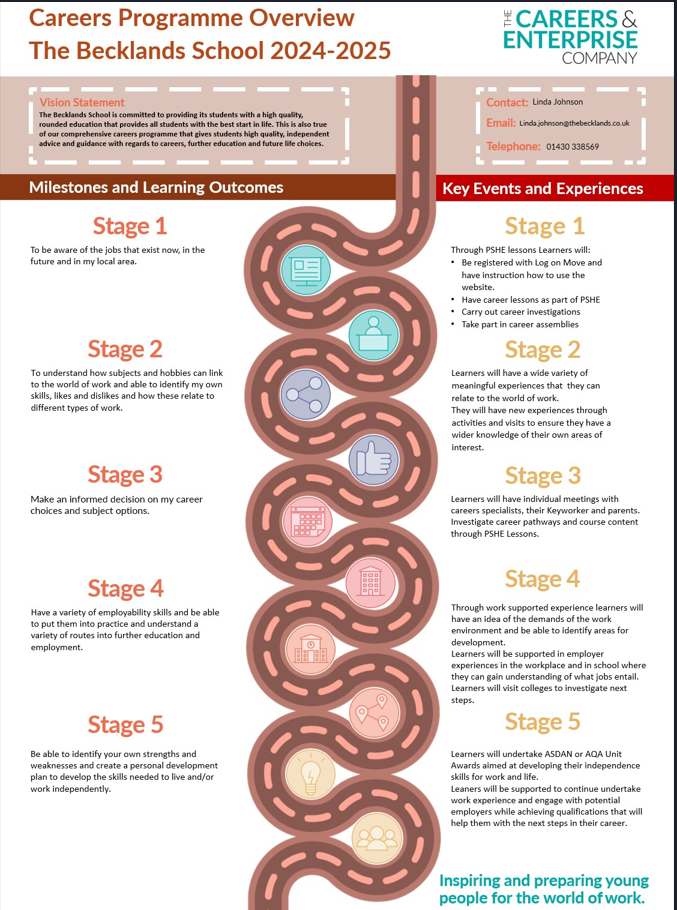 Careers Programme Overview
The Becklands School 2024-2025
THE CAREERS &
ENTERPRISE
COMPANY
Vision Statement
The Becklands School is committed to providing its students with a high quality,
rounded education that provides all students with the best start in life. This is also true
of our comprehensive careers programme that gives students high quality, independent
advice and guidance with regards to careers, further education and future life choices.
Contact: Linda Johnson
Email: Linda.johnson@thebecklands.co.uk
Telephone: 01430 338569
Milestones and Learning Outcomes
Stage 1
To be aware of the jobs that exist now, in the
future and in my local area.
Stage 2
To understand how subjects and hobbies can link
to the world of work and able to identify my own
skills, likes and dislikes and how these relate to
different types of work.
Stage 3
Make an informed decision on my career
choices and subject options.
Stage 4
Have a variety of employability skills and be able
to put them into practice and understand a
variety of routes into further education and
employment.
Stage 5
Be able to identify your own strengths and
weaknesses and create a personal development
plan to develop the skills needed to live and/or
work independently.
Key Events and Experiences
Stage 1
Through PSHE lessons Learners will:
• Be registered with Log on Move and
have instruction how to use the
website.
• Have career lessons as part of PSHE
• Carry out career investigations
• Take part in career assemblies
Stage 2
Learners will have a wide variety of
meaningful experiences that they can
relate to the world of work.
They will have new experiences through
activities and visits to ensure they have a
wider knowledge of their own areas of
interest.
Stage 3
Learners will have individual meetings with
careers specialists, their Keyworker and parents.
Investigate career pathways and course content
through PSHE Lessons.
Stage 4
Through work supported experience learners will
have an idea of the demands of the work
environment and be able to identify areas for
development.
Learners will be supported in employer
experiences in the workplace and in school where
they can gain understanding of what jobs entail.
Learners will visit colleges to investigate next
steps.
Stage 5
Learners will undertake ASDAN or AQA Unit
Awards aimed at developing their independence
skills for work and life.
Leaners will be supported to continue undertake
work experience and engage with potential
employers while achieving qualifications that will
help them with the next steps in their career.
Inspiring and preparing young
people for the world of work.